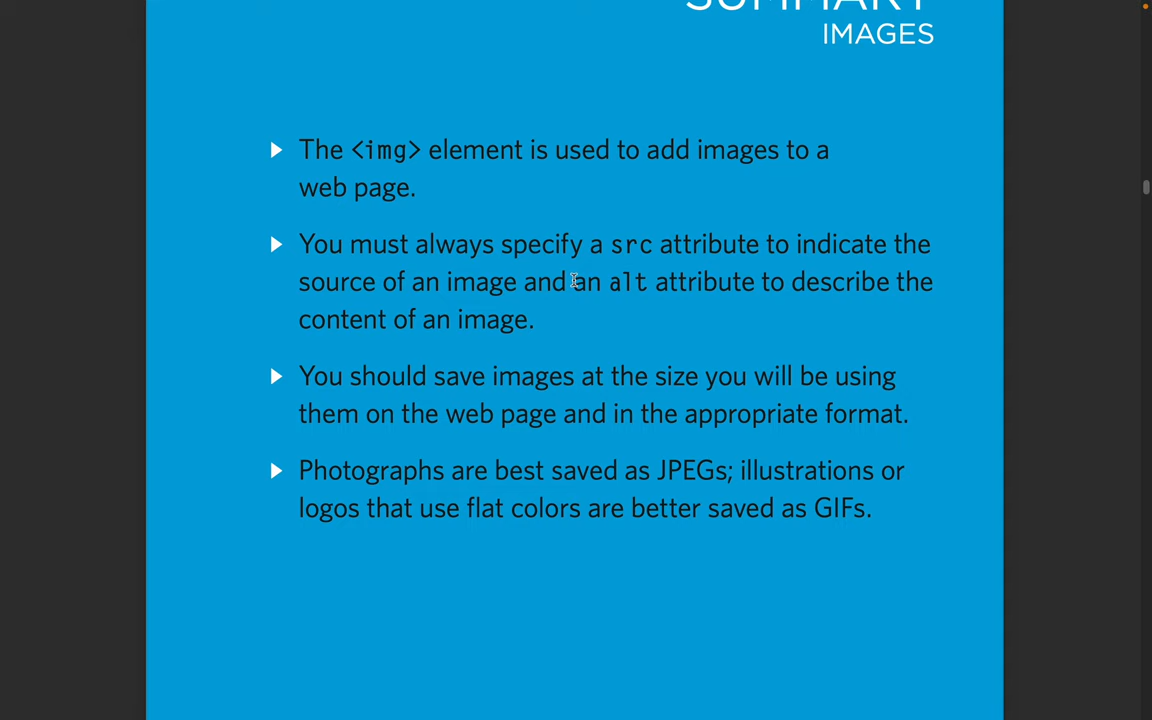 SUMMARY
IMAGES
The <img> element is used to add images to a
web page.
You must always specify a src attribute to indicate the
source of an image and an alt attribute to describe the
content of an image.
You should save images at the size you will be using
them on the web page and in the appropriate format.
Photographs are best saved as JPEGs; illustrations or
logos that use flat colors are better saved as GIFs.